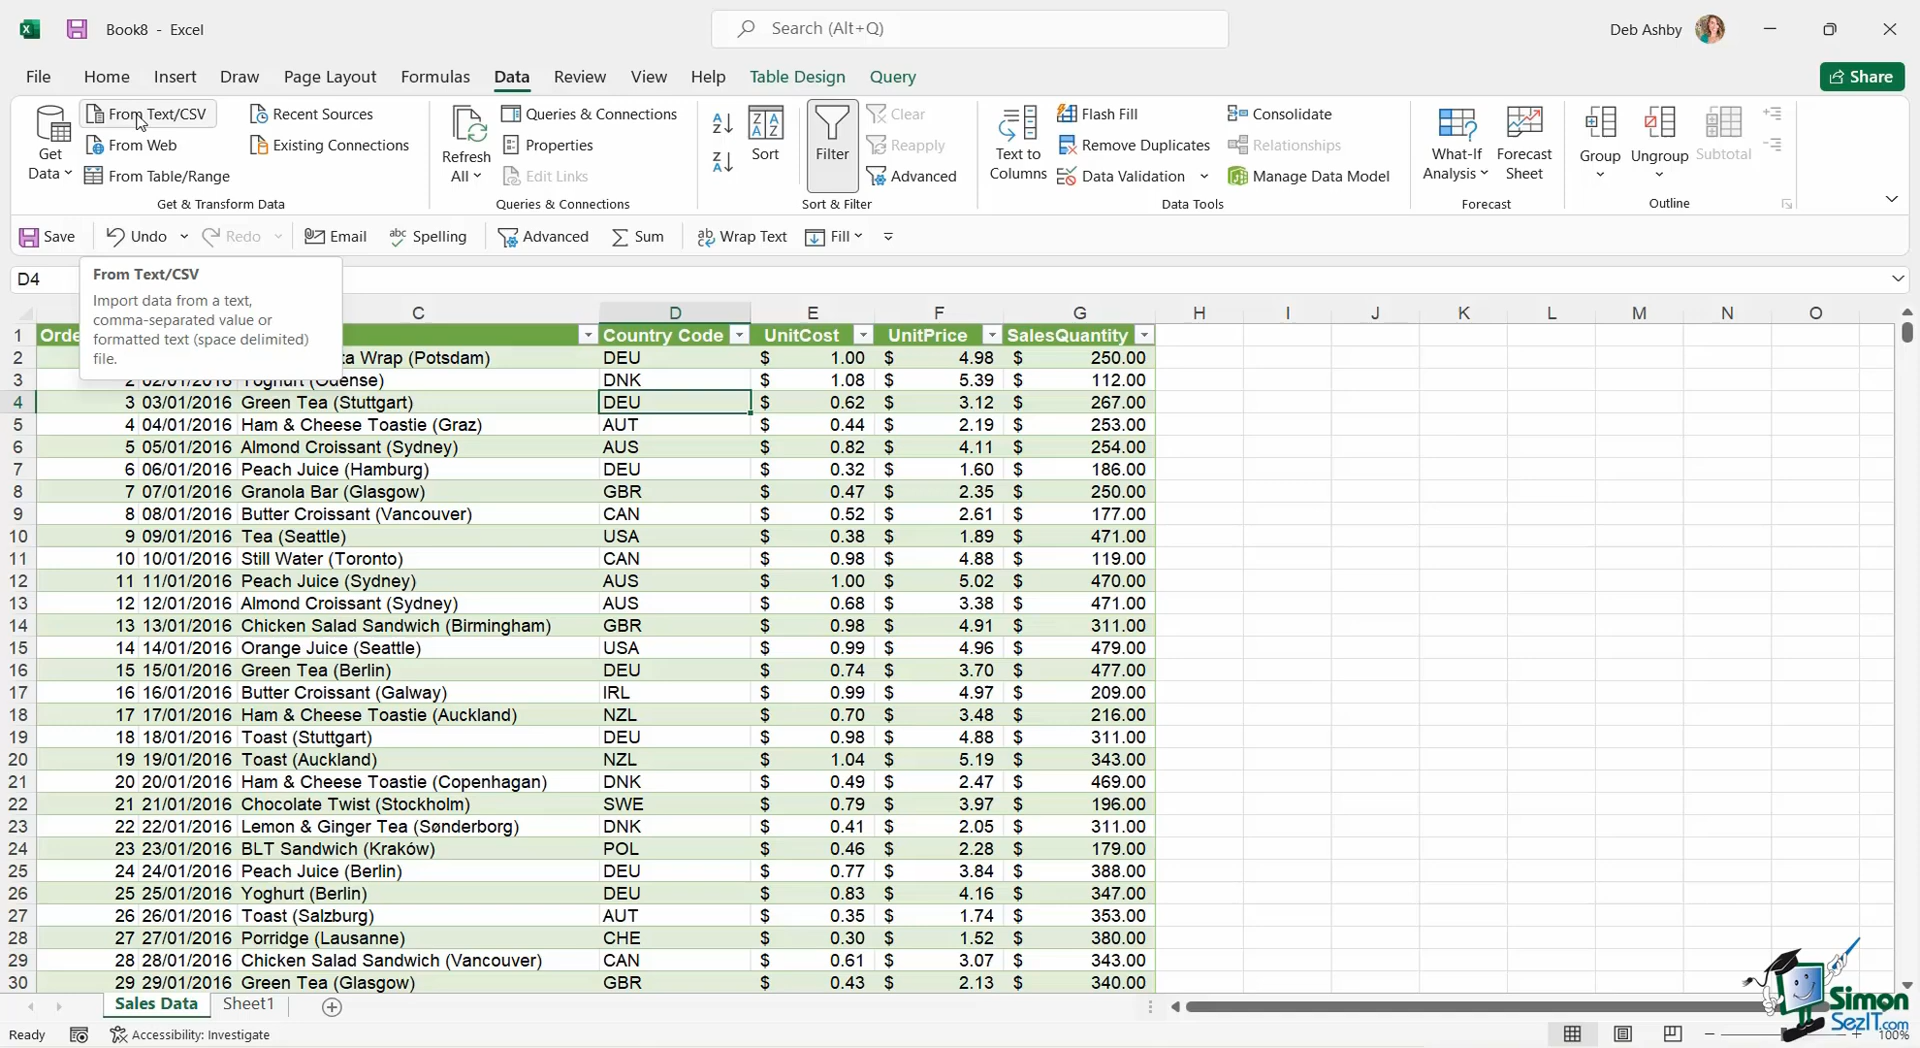 Book8 - Excel
Search (Alt+Q)
Deb Ashby
File Home Insert Draw Page Layout Formulas Data Review View Help Table Design Query
Share
Get Data
From Text/CSV
From Web
From Table/Range
Recent Sources
Existing Connections
Get & Transform Data
Refresh All
Queries & Connections
Properties
Edit Links
Queries & Connections
Sort
Filter
Clear
Reapply
Advanced
Sort & Filter
Text to Columns
Flash Fill
Remove Duplicates
Data Validation
Consolidate
Relationships
Manage Data Model
Data Tools
What-If Analysis
Forecast Sheet
Forecast
Group
Ungroup
Subtotal
Outline
Save Undo Redo Email Spelling Advanced Sum Wrap Text Fill
D4
From Text/CSV
Import data from a text,
comma-separated value or
formatted text (space delimited)
file.
C D E F G H I J K L M N O
1 Country Code UnitCost UnitPrice SalesQuantity
2 Wrap (Potsdam) DEU $ 1.00 $ 4.98 $ 250.00
3 2 02/01/2016 Yoghurt (Odense) DNK $ 1.08 $ 5.39 $ 112.00
4 3 03/01/2016 Green Tea (Stuttgart) DEU $ 0.62 $ 3.12 $ 267.00
5 4 04/01/2016 Ham & Cheese Toastie (Graz) AUT $ 0.44 $ 2.19 $ 253.00
6 5 05/01/2016 Almond Croissant (Sydney) AUS $ 0.82 $ 4.11 $ 254.00
7 6 06/01/2016 Peach Juice (Hamburg) DEU $ 0.32 $ 1.60 $ 186.00
8 7 07/01/2016 Granola Bar (Glasgow) GBR $ 0.47 $ 2.35 $ 250.00
9 8 08/01/2016 Butter Croissant (Vancouver) CAN $ 0.52 $ 2.61 $ 177.00
10 9 09/01/2016 Tea (Seattle) USA $ 0.38 $ 1.89 $ 471.00
11 10 10/01/2016 Still Water (Toronto) CAN $ 0.98 $ 4.88 $ 119.00
12 11 11/01/2016 Peach Juice (Sydney) AUS $ 1.00 $ 5.02 $ 470.00
13 12 12/01/2016 Almond Croissant (Sydney) AUS $ 0.68 $ 3.38 $ 471.00
14 13 13/01/2016 Chicken Salad Sandwich (Birmingham) GBR $ 0.98 $ 4.91 $ 311.00
15 14 14/01/2016 Orange Juice (Seattle) USA $ 0.99 $ 4.96 $ 479.00
16 15 15/01/2016 Green Tea (Berlin) DEU $ 0.74 $ 3.70 $ 477.00
17 16 16/01/2016 Butter Croissant (Galway) IRL $ 0.99 $ 4.97 $ 209.00
18 17 17/01/2016 Ham & Cheese Toastie (Auckland) NZL $ 0.70 $ 3.48 $ 216.00
19 18 18/01/2016 Toast (Stuttgart) DEU $ 0.98 $ 4.88 $ 311.00
20 19 19/01/2016 Toast (Auckland) NZL $ 1.04 $ 5.19 $ 343.00
21 20 20/01/2016 Ham & Cheese Toastie (Copenhagan) DNK $ 0.49 $ 2.47 $ 469.00
22 21 21/01/2016 Chocolate Twist (Stockholm) SWE $ 0.79 $ 3.97 $ 196.00
23 22 22/01/2016 Lemon & Ginger Tea (Sønderborg) DNK $ 0.41 $ 2.05 $ 311.00
24 23 23/01/2016 BLT Sandwich (Kraków) POL $ 0.46 $ 2.28 $ 179.00
25 24 24/01/2016 Peach Juice (Berlin) DEU $ 0.77 $ 3.84 $ 388.00
26 25 25/01/2016 Yoghurt (Berlin) DEU $ 0.83 $ 4.16 $ 347.00
27 26 26/01/2016 Toast (Salzburg) AUT $ 0.35 $ 1.74 $ 353.00
28 27 27/01/2016 Porridge (Lausanne) CHE $ 0.30 $ 1.52 $ 380.00
29 28 28/01/2016 Chicken Salad Sandwich (Vancouver) CAN $ 0.61 $ 3.07 $ 343.00
30 29 29/01/2016 Green Tea (Glasgow) GBR $ 0.43 $ 2.13 $ 340.00
Sales Data Sheet1
Simon
SezIT.com
Ready Accessibility: Investigate 100%